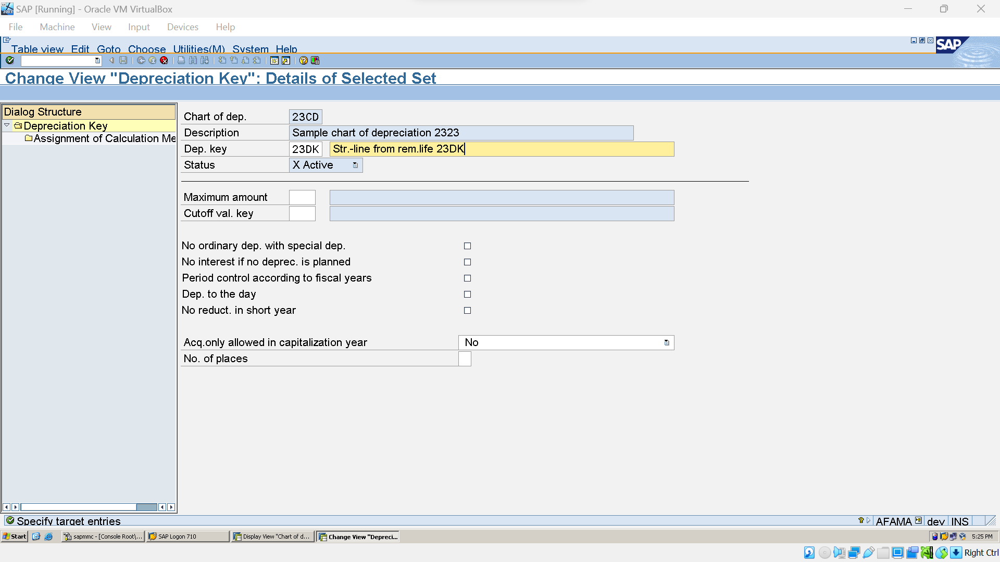 SAP [Running] - Oracle VM VirtualBox
File Machine View Input Devices Help
Table view Edit Goto Choose Utilities(M) System Help
SAP
Change View "Depreciation Key": Details of Selected Set
Dialog Structure
Depreciation Key
Assignment of Calculation Me
Chart of dep. 23CD
Description Sample chart of depreciation 2323
Dep. key 23DK Str.-line from rem.life 23DK
Status X Active
Maximum amount
Cutoff val. key
No ordinary dep. with special dep.
No interest if no deprec. is planned
Period control according to fiscal years
Dep. to the day
No reduct. in short year
Acq.only allowed in capitalization year No
No. of places
Specify target entries
AFAMA dev INS
Start sapmmc - [Console Root\... SAP Logon 710 Display View "Chart of d... Change View "Depreci... 5:25 PM
Right Ctrl